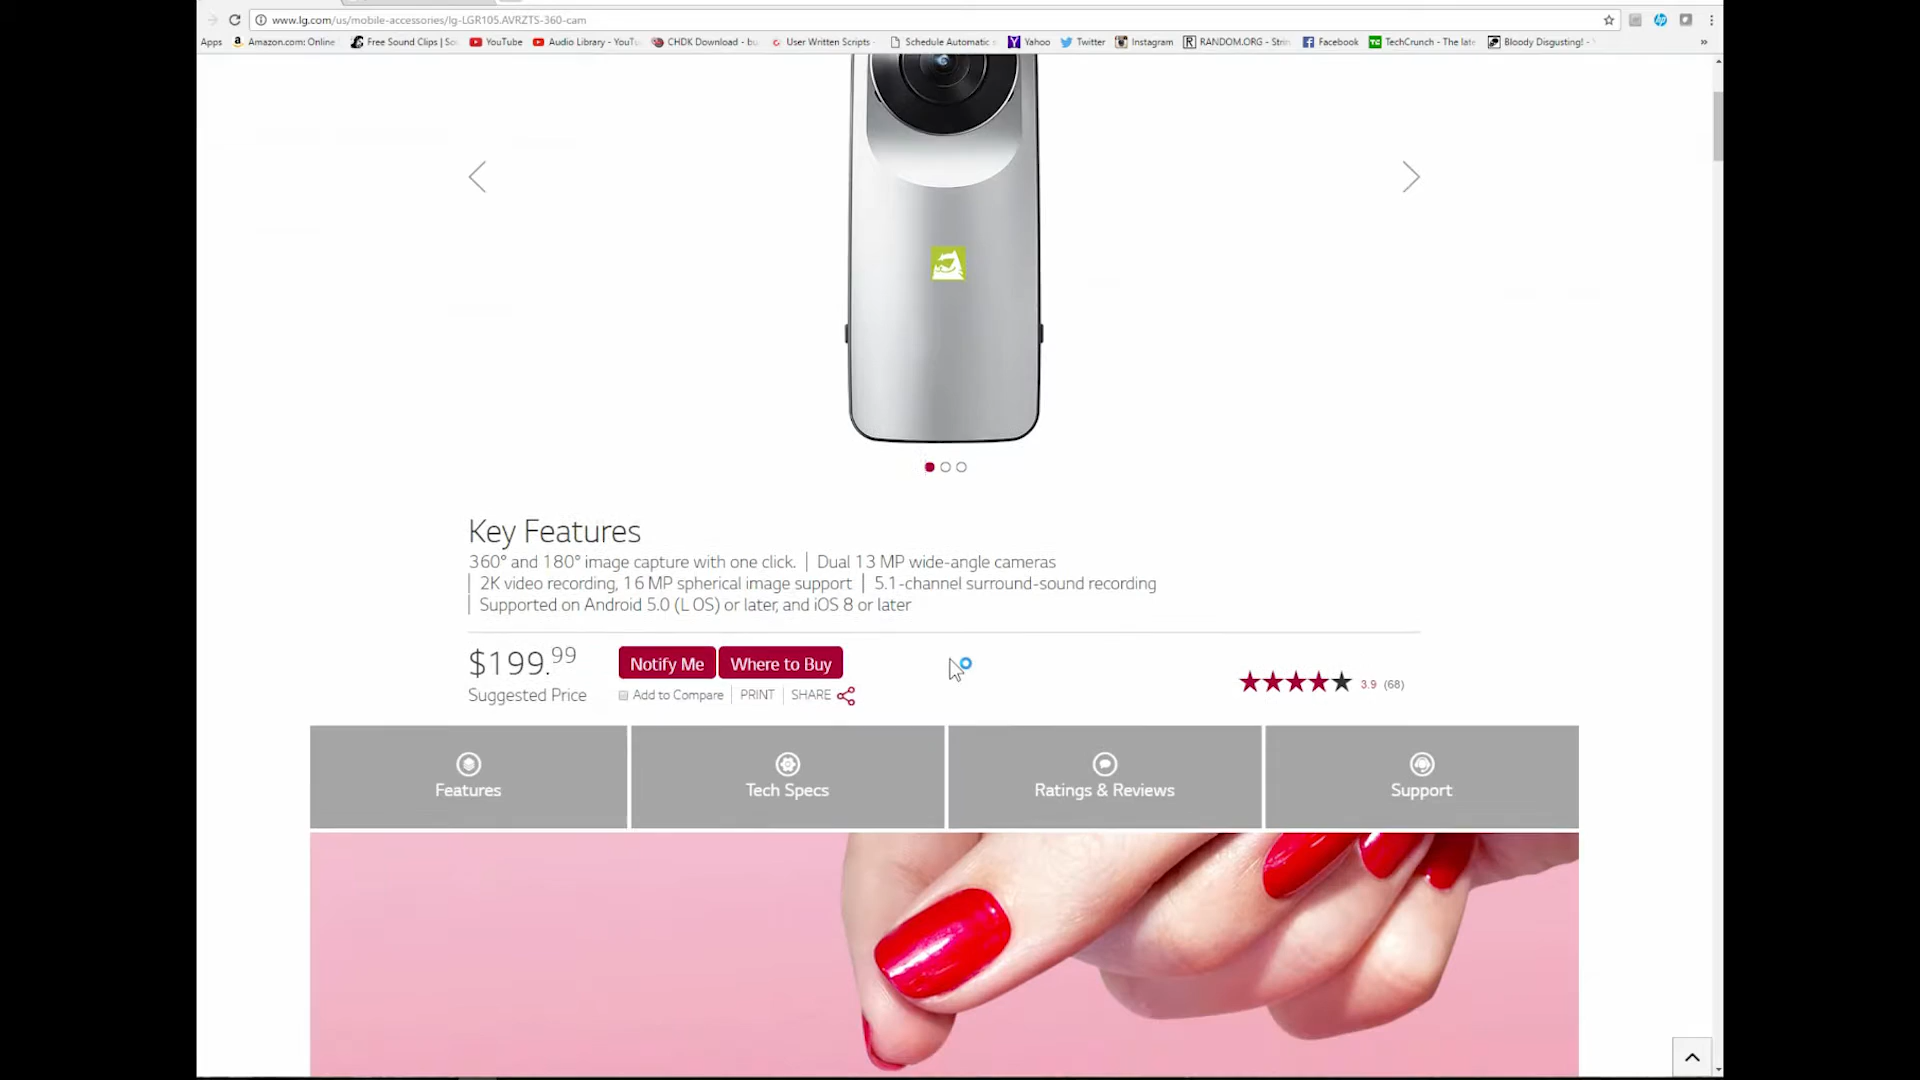 www.lg.com/us/mobile-accessories/lg-LGR105.AVRZTS-360-cam
Apps Amazon.com: Online Free Sound Clips | So YouTube Audio Library - YouTu CHDK Download - bu User Written Scripts Schedule Automatic Yahoo Twitter Instagram RANDOM.ORG - Strin Facebook TechCrunch - The late Bloody Disgusting! -
Key Features
360° and 180° image capture with one click. | Dual 13 MP wide-angle cameras
| 2K video recording, 16 MP spherical image support | 5.1-channel surround-sound recording
| Supported on Android 5.0 (L OS) or later, and iOS 8 or later
$199.99 Notify Me Where to Buy
Suggested Price Add to Compare PRINT SHARE 3.9 (68)
Features Tech Specs Ratings & Reviews Support